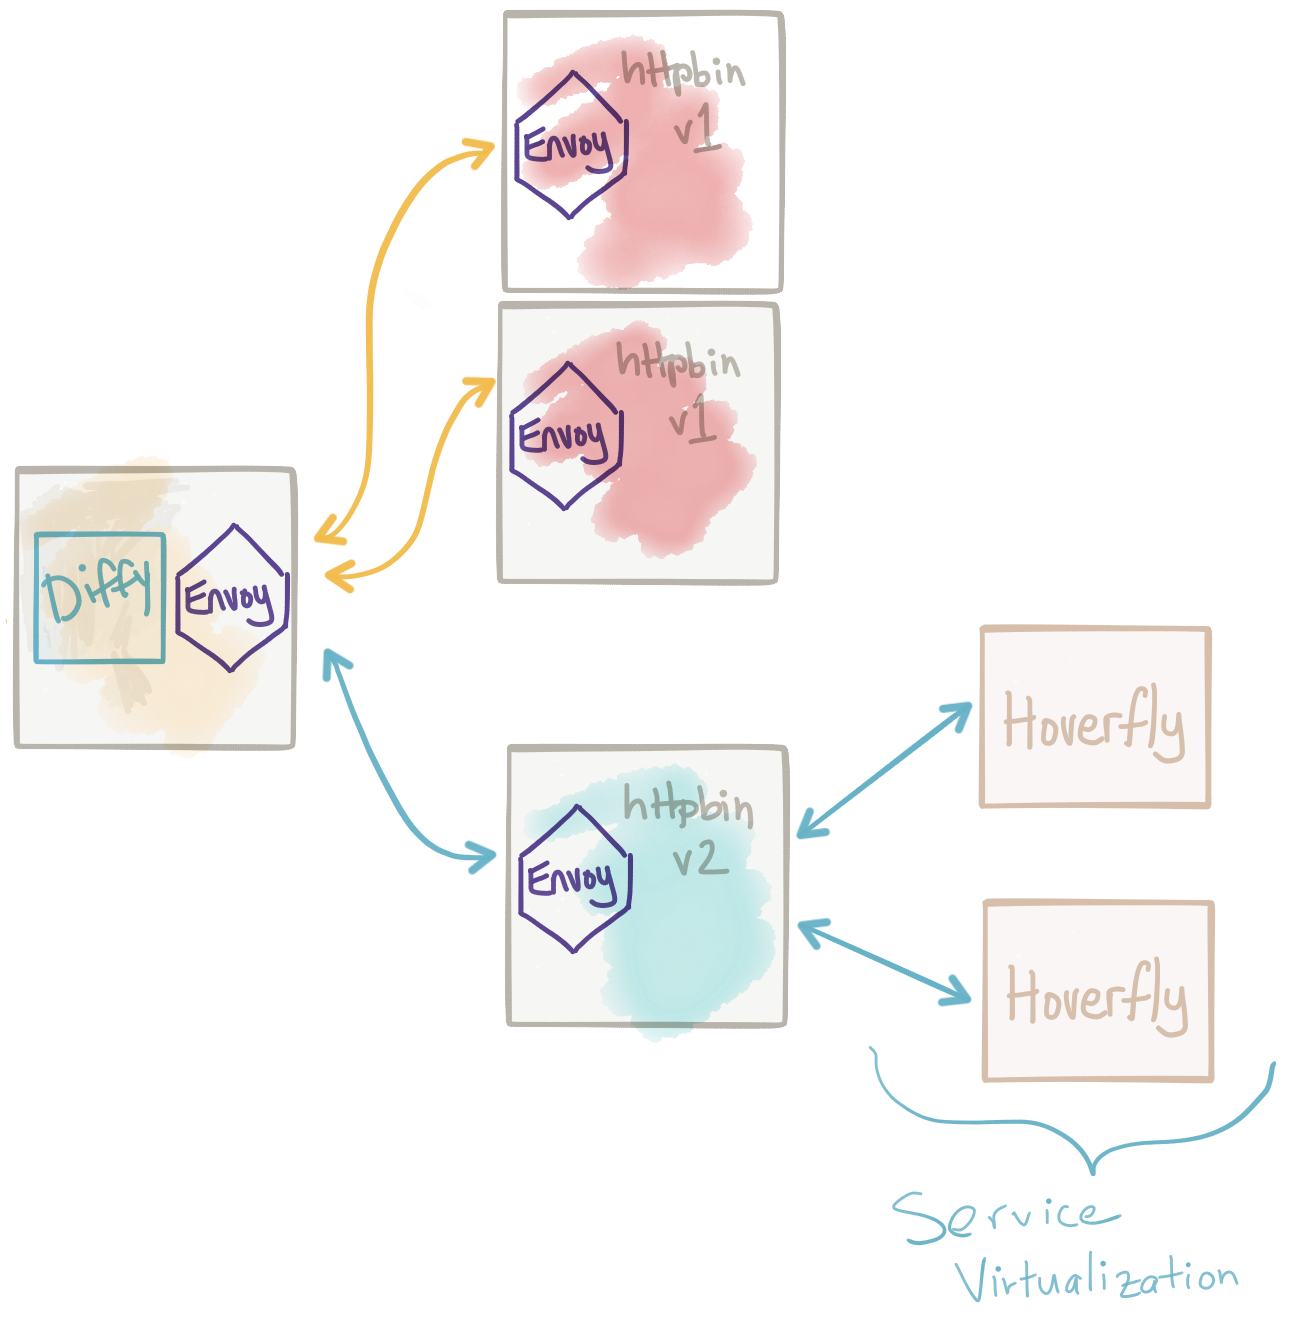 httpbin
v1
Envoy
httpbin
v1
Envoy
Diffy
Envoy
Hoverfly
httpbin
v2
Envoy
Hoverfly
Service
Virtualization